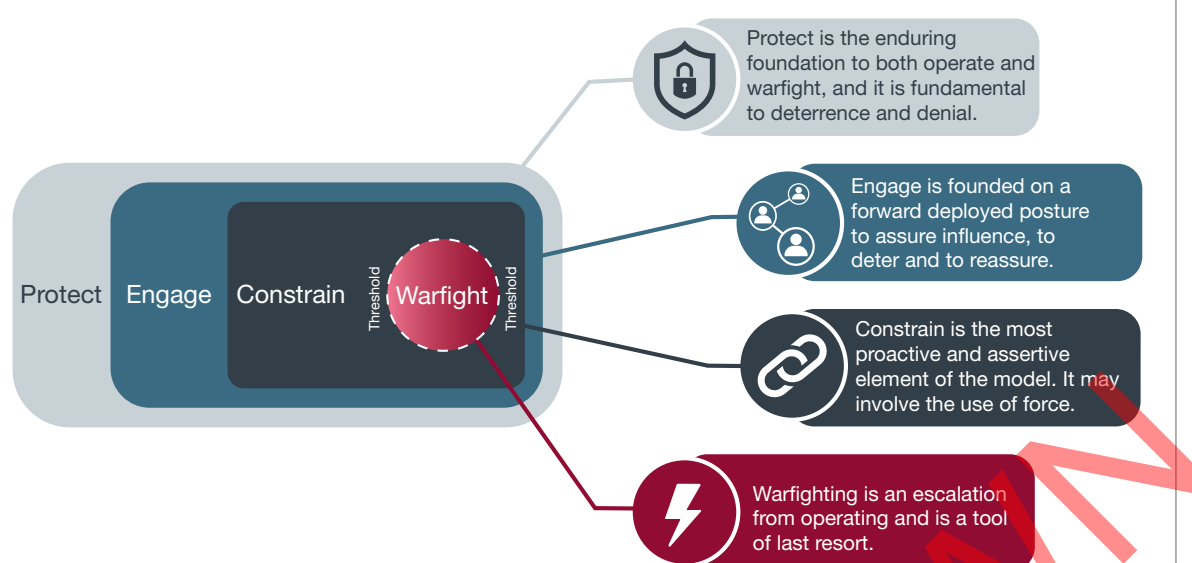 Protect is the enduring
foundation to both operate and
warfight, and it is fundamental
to deterrence and denial.
Engage is founded on a
forward deployed posture
to assure influence, to
deter and to reassure.
Protect
Engage
Constrain
Threshold
Warfight
Threshold
Constrain is the most
proactive and assertive
element of the model. It may
involve the use of force.
Warfighting is an escalation
from operating and is a tool
of last resort.